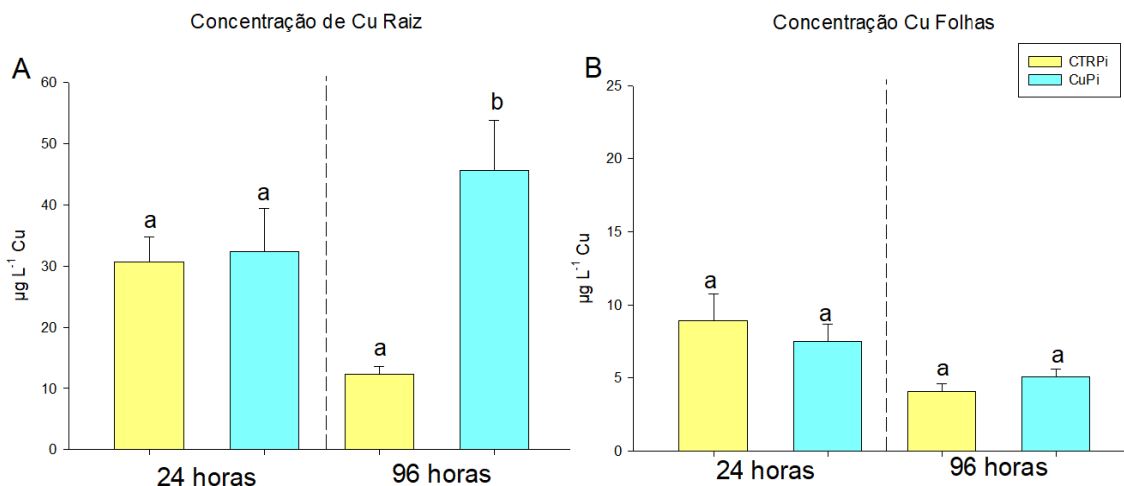 Concentração de Cu Raiz
A
60
50
40
30
20
10
0
µg L⁻¹ Cu
a
a
a
b
24 horas
96 horas
Concentração Cu Folhas
B
CTRPi
CuPi
25
20
15
10
5
0
µg L⁻¹ Cu
a
a
a
a
24 horas
96 horas